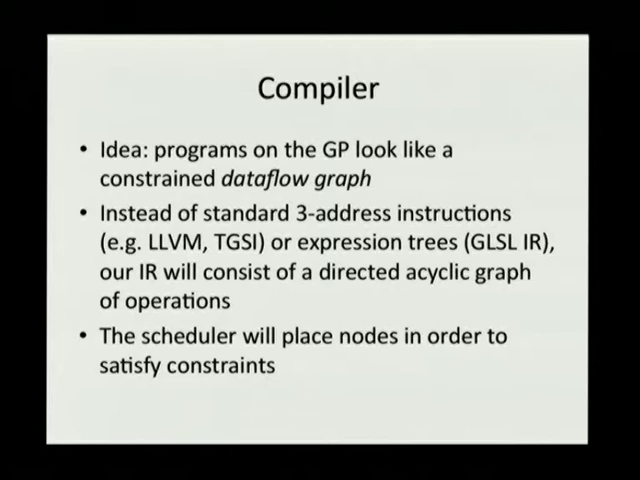 Compiler
• Idea: programs on the GP look like a
constrained dataflow graph
• Instead of standard 3-address instructions
(e.g. LLVM, TGSI) or expression trees (GLSL IR),
our IR will consist of a directed acyclic graph
of operations
• The scheduler will place nodes in order to
satisfy constraints